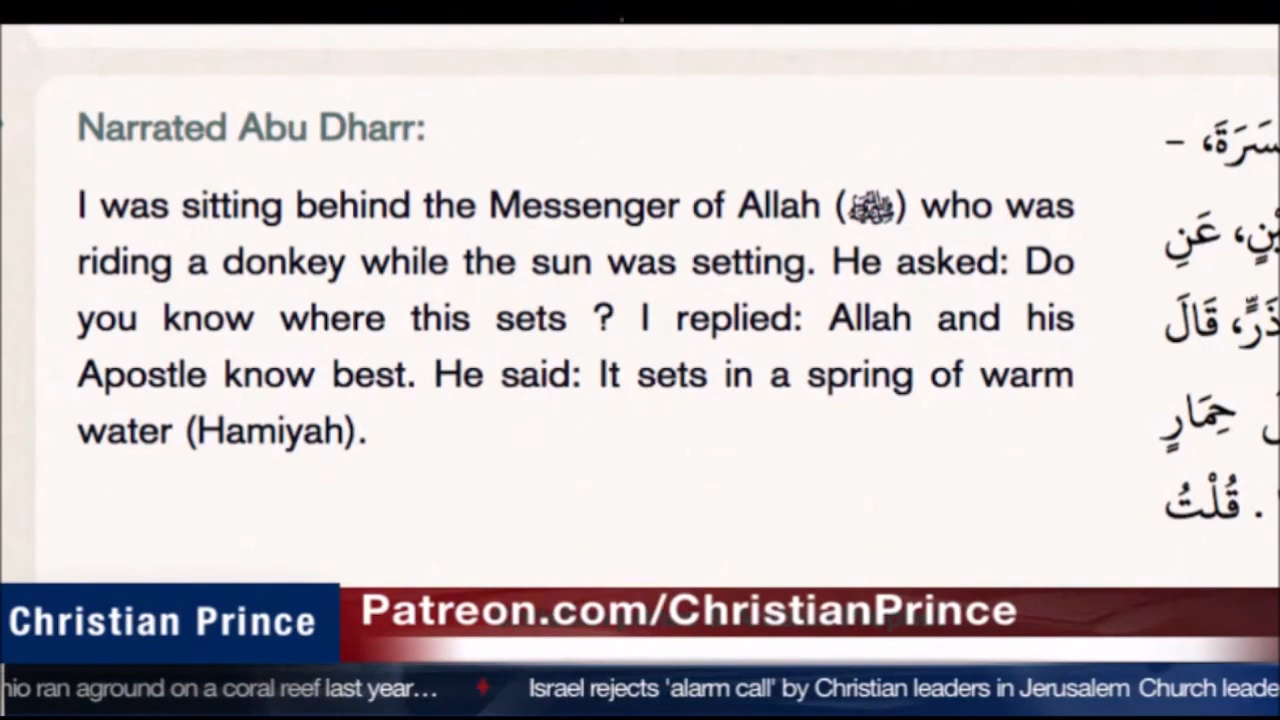 Narrated Abu Dharr:
I was sitting behind the Messenger of Allah (ﷺ) who was
riding a donkey while the sun was setting. He asked: Do
you know where this sets ? I replied: Allah and his
Apostle know best. He said: It sets in a spring of warm
water (Hamiyah).
عَنِ
قَالَ
حِمَارٍ
. قُلْتُ
Christian Prince
Patreon.com/ChristianPrince
ran aground on a coral reef last year... Israel rejects 'alarm call' by Christian leaders in Jerusalem Church